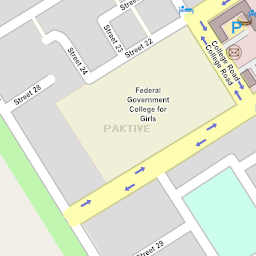 Street 23
Street 22
Street 24
Street 28
College Road
College Road
P
Federal
Government
College for
Girls
PAKTIVE
Street 29